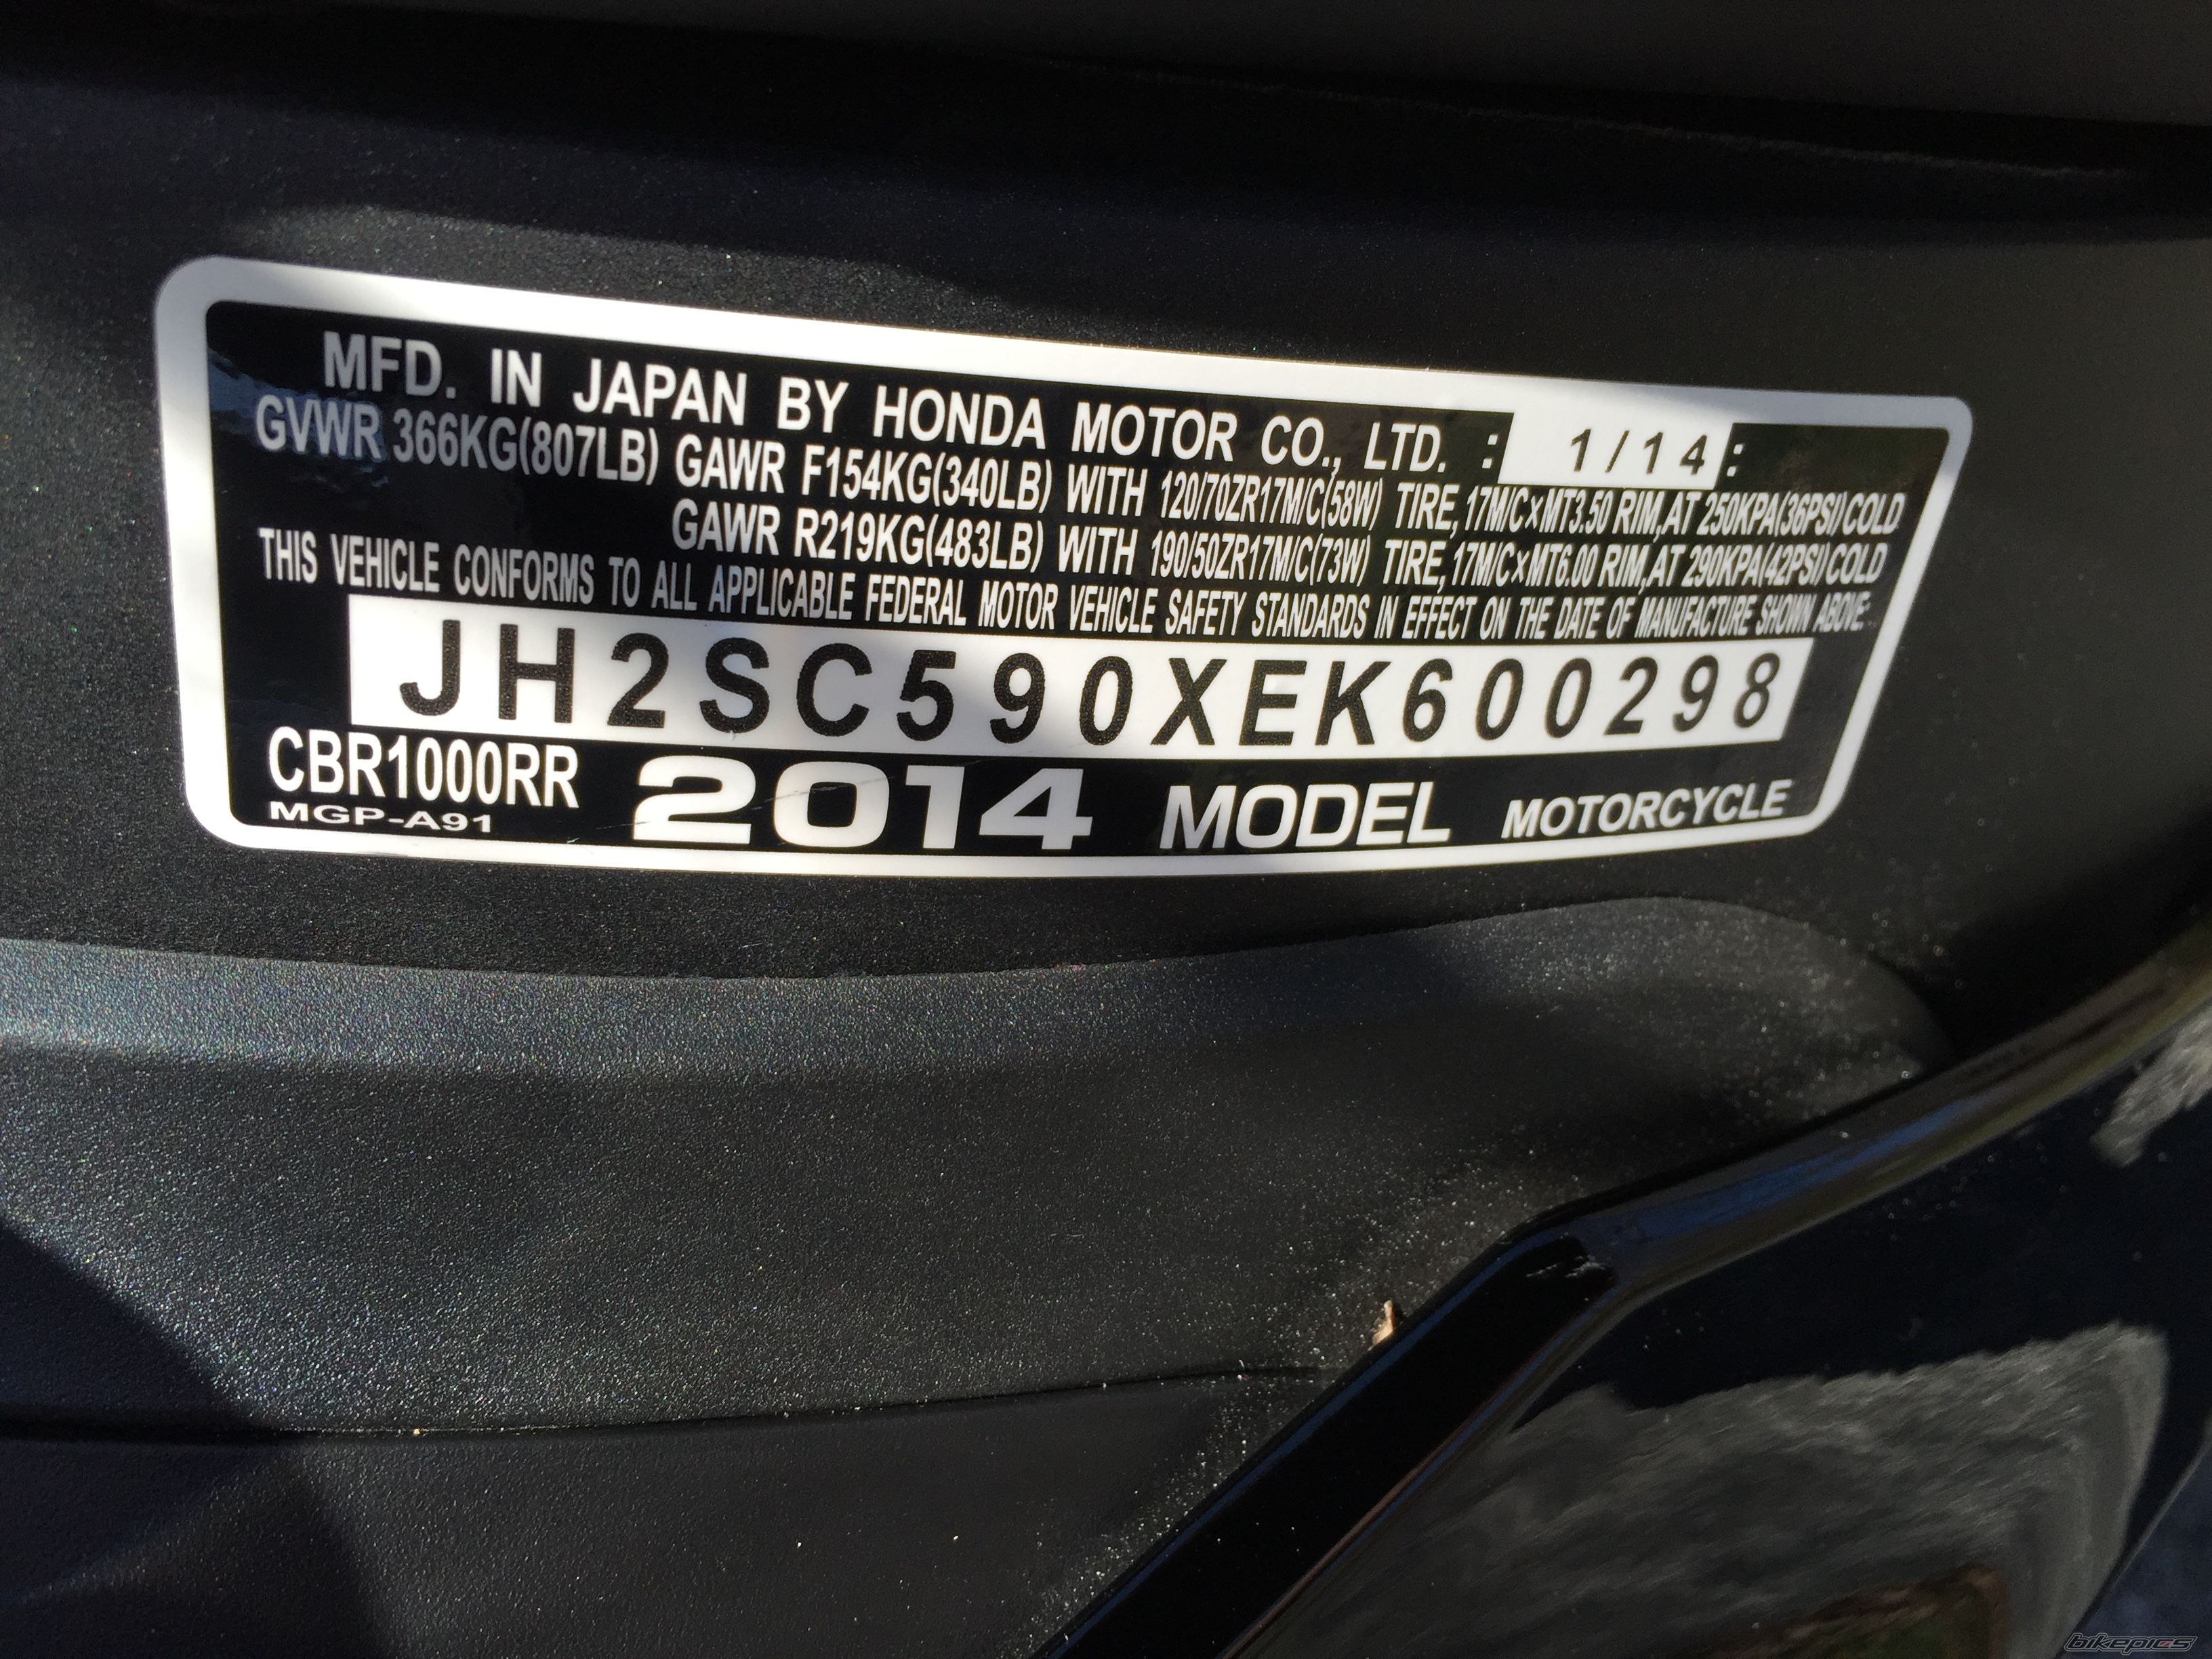 MFD. IN JAPAN BY HONDA MOTOR CO., LTD. : 1/14 :
GVWR 366KG(807LB) GAWR F154KG(340LB) WITH 120/70ZR17M/C(58W) TIRE, 17M/C×MT3.50 RIM, AT 250KPA(36PSI) COLD
GAWR R219KG(483LB) WITH 190/50ZR17M/C(73W) TIRE, 17M/C×MT6.00 RIM, AT 290KPA(42PSI) COLD
THIS VEHICLE CONFORMS TO ALL APPLICABLE FEDERAL MOTOR VEHICLE SAFETY STANDARDS IN EFFECT ON THE DATE OF MANUFACTURE SHOWN ABOVE.
JH2SC590XEK600298
CBR1000RR 2014 MODEL MOTORCYCLE
MGP-A91
bikepics